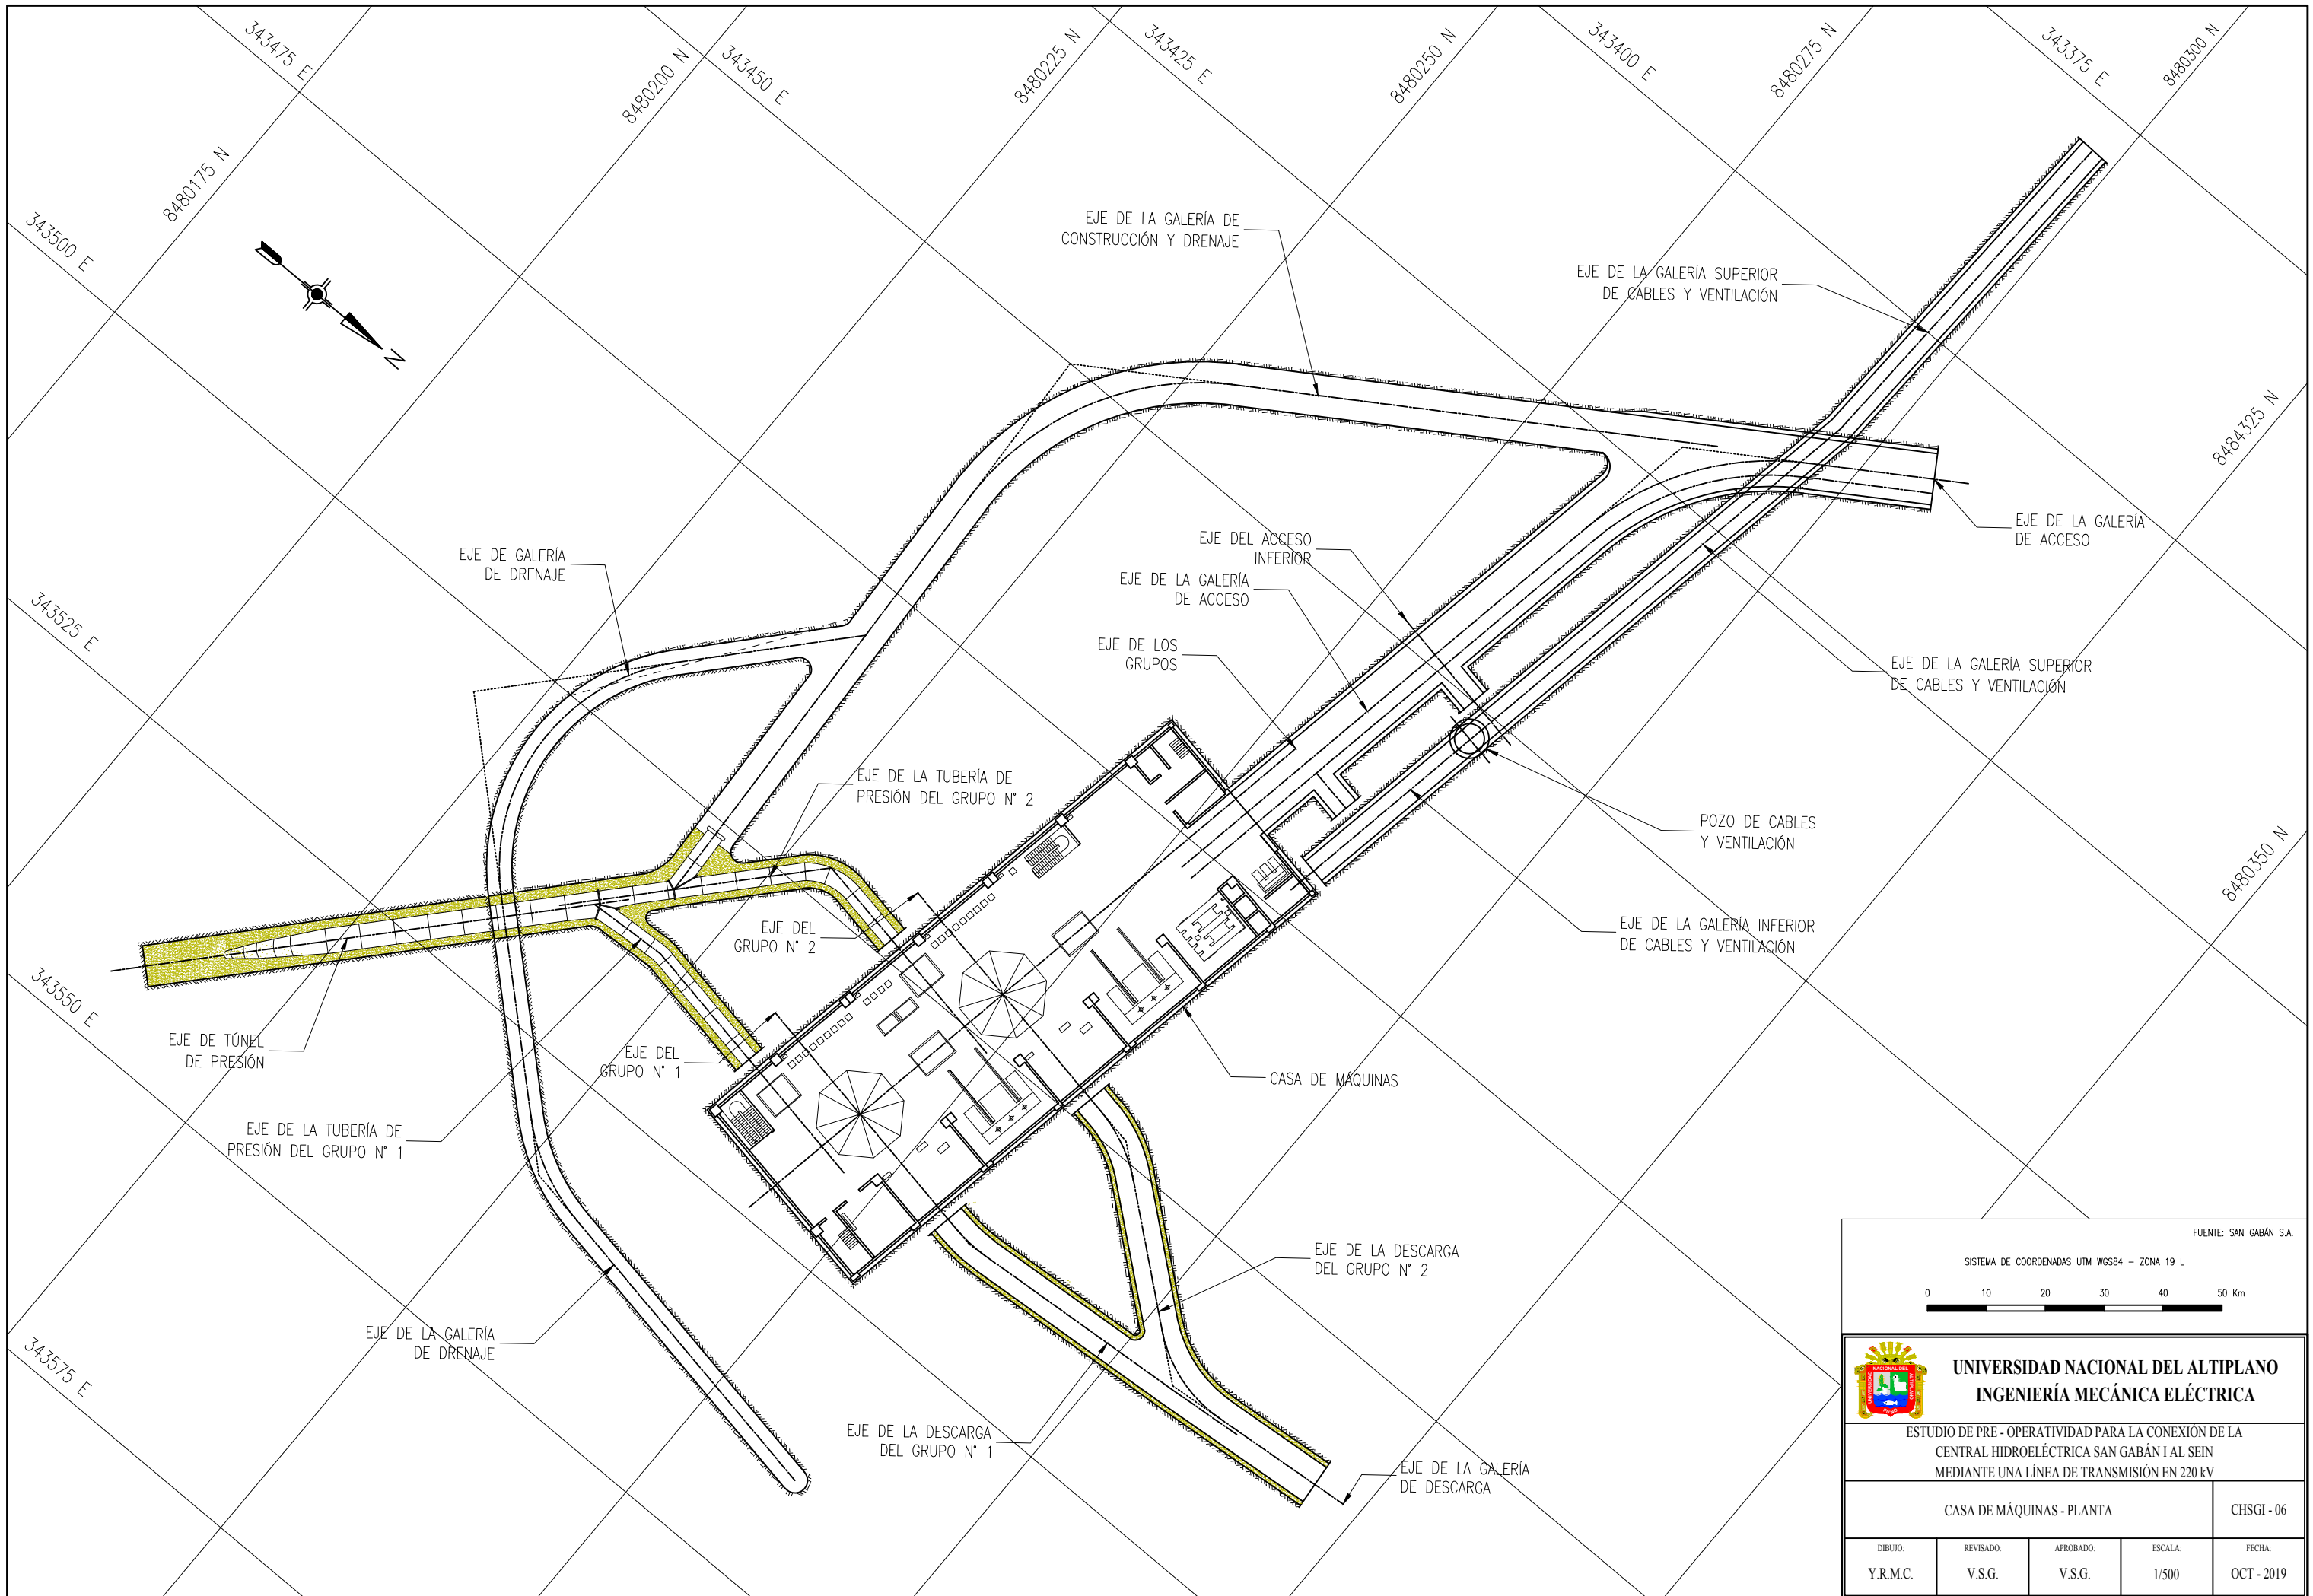 343475 E
8480200 N
343450 E
8480225 N
343425 E
8480250 N
343400 E
8480275 N
343375 E
8480300 N
8480175 N
343500 E
N
EJE DE LA GALERÍA DE
CONSTRUCCIÓN Y DRENAJE
EJE DE LA GALERÍA SUPERIOR
DE CABLES Y VENTILACIÓN
8484325 N
EJE DE LA GALERÍA
DE ACCESO
EJE DE GALERÍA
DE DRENAJE
EJE DEL ACCESO
INFERIOR
EJE DE LA GALERÍA
DE ACCESO
343525 E
EJE DE LOS
GRUPOS
EJE DE LA GALERÍA SUPERIOR
DE CABLES Y VENTILACIÓN
EJE DE LA TUBERÍA DE
PRESIÓN DEL GRUPO N° 2
POZO DE CABLES
Y VENTILACIÓN
8480350 N
EJE DEL
GRUPO N° 2
EJE DE LA GALERÍA INFERIOR
DE CABLES Y VENTILACIÓN
343550 E
EJE DE TÚNEL
DE PRESIÓN
EJE DEL
GRUPO N° 1
CASA DE MÁQUINAS
EJE DE LA TUBERÍA DE
PRESIÓN DEL GRUPO N° 1
EJE DE LA DESCARGA
DEL GRUPO N° 2
EJE DE LA GALERÍA
DE DRENAJE
343575 E
EJE DE LA DESCARGA
DEL GRUPO N° 1
EJE DE LA GALERÍA
DE DESCARGA
FUENTE: SAN GABÁN S.A.
SISTEMA DE COORDENADAS UTM WGS84 – ZONA 19 L
0 10 20 30 40 50 Km
UNIVERSIDAD NACIONAL DEL ALTIPLANO
INGENIERÍA MECÁNICA ELÉCTRICA
NACIONAL DEL
UNIVERSIDAD
ALTIPLANO
PUNO
ESTUDIO DE PRE - OPERATIVIDAD PARA LA CONEXIÓN DE LA
CENTRAL HIDROELÉCTRICA SAN GABÁN I AL SEIN
MEDIANTE UNA LÍNEA DE TRANSMISIÓN EN 220 kV
CASA DE MÁQUINAS - PLANTA
CHSGI - 06
DIBUJO: REVISADO: APROBADO: ESCALA: FECHA:
Y.R.M.C. V.S.G. V.S.G. 1/500 OCT - 2019